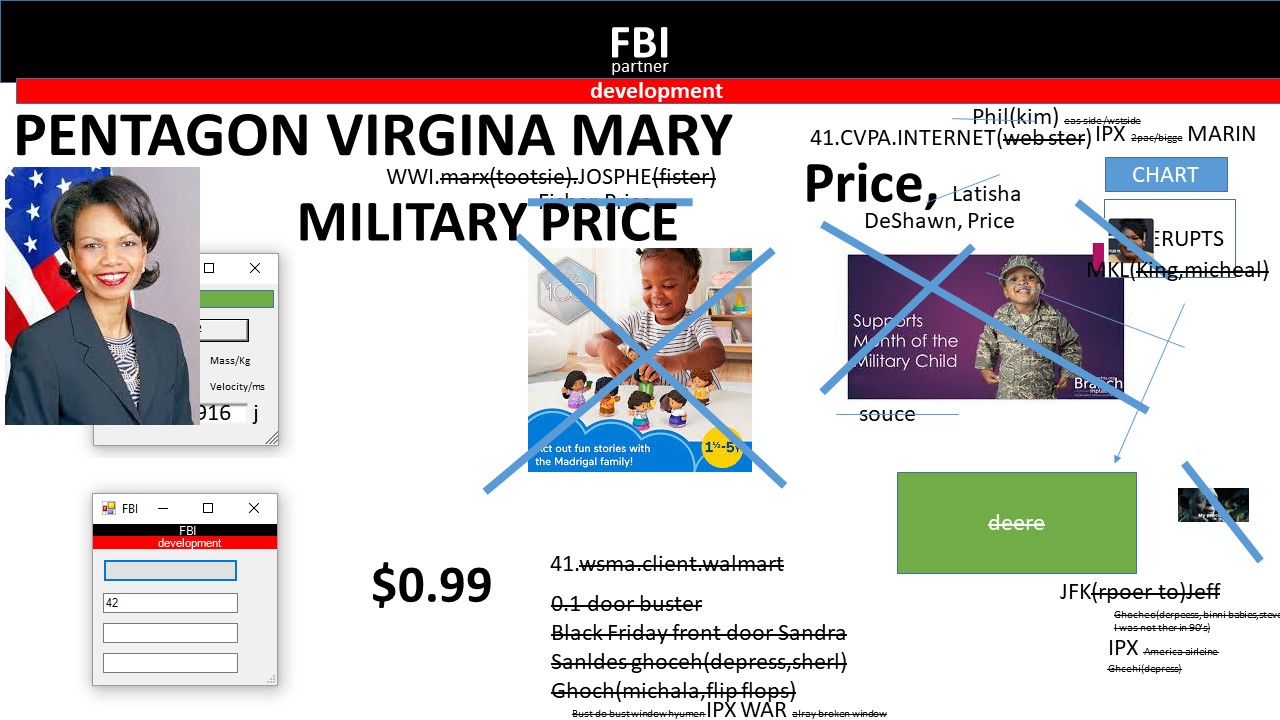 FBI
partner
development
PENTAGON VIRGINA MARY
WWI.marx(tootsie).JOSPHE(fister)
Fisher Price
MILITARY PRICE
Phil(kim) eas side /wstside
41.CVPA.INTERNET(web ster) IPX 2pac/bigge MARIN
Price, Latisha
DeShawn, Price
CHART
ERUPTS
MKL(King,micheal)
100
Act out fun stories with
the Madrigal family!
1½-5
Supports
Month of the
Military Child
souce
Mass/Kg
Velocity/ms
916 j
deere
FBI
FBI
development
42
$0.99
41.wsma.client.walmart
0.1 door buster
Black Friday front door Sandra
Sanldes ghoceh(depress,sherl)
Ghoch(michala,flip flops)
Bust do bust window hyumen IPX WAR alray broken window
JFK(rpoer to)Jeff
Ghocheo(derpeess, binni babies,steve
I was not ther in 90's)
IPX America airleine
Ghcehi(depress)